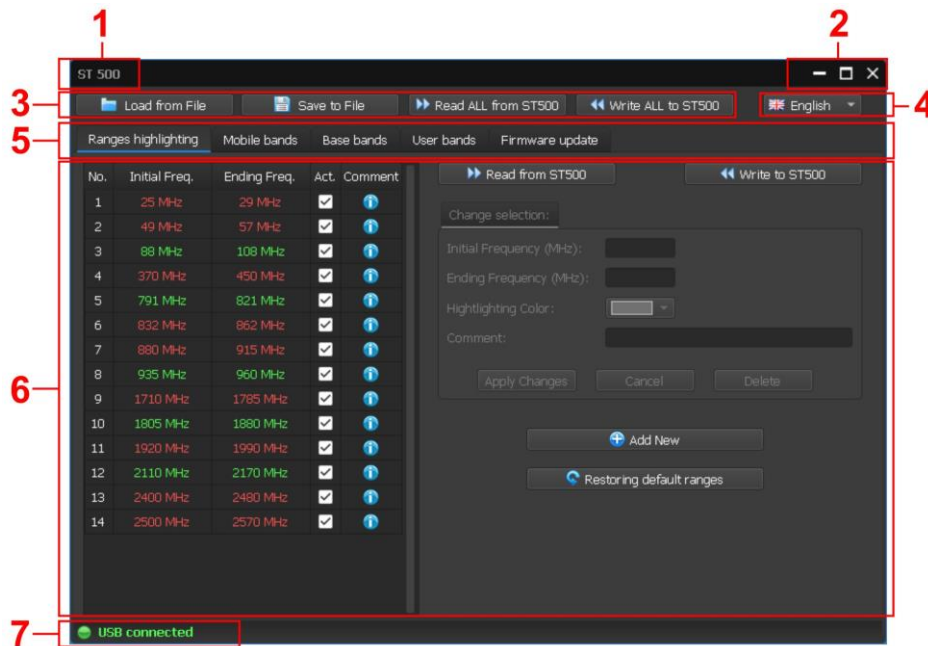 1
2
ST 500
3
Load from File Save to File Read ALL from ST500 Write ALL to ST500 English
4
5
Ranges highlighting Mobile bands Base bands User bands Firmware update
No. Initial Freq. Ending Freq. Act. Comment
1 25 MHz 29 MHz
2 49 MHz 57 MHz
3 88 MHz 108 MHz
4 370 MHz 450 MHz
5 791 MHz 821 MHz
6 832 MHz 862 MHz
7 880 MHz 915 MHz
8 935 MHz 960 MHz
9 1710 MHz 1785 MHz
10 1805 MHz 1880 MHz
11 1920 MHz 1990 MHz
12 2110 MHz 2170 MHz
13 2400 MHz 2480 MHz
14 2500 MHz 2570 MHz
6
Read from ST500 Write to ST500
Change selection:
Initial Frequency (MHz):
Ending Frequency (MHz):
Hightlighting Color:
Comment:
Apply Changes Cancel Delete
Add New
Restoring default ranges
7
USB connected